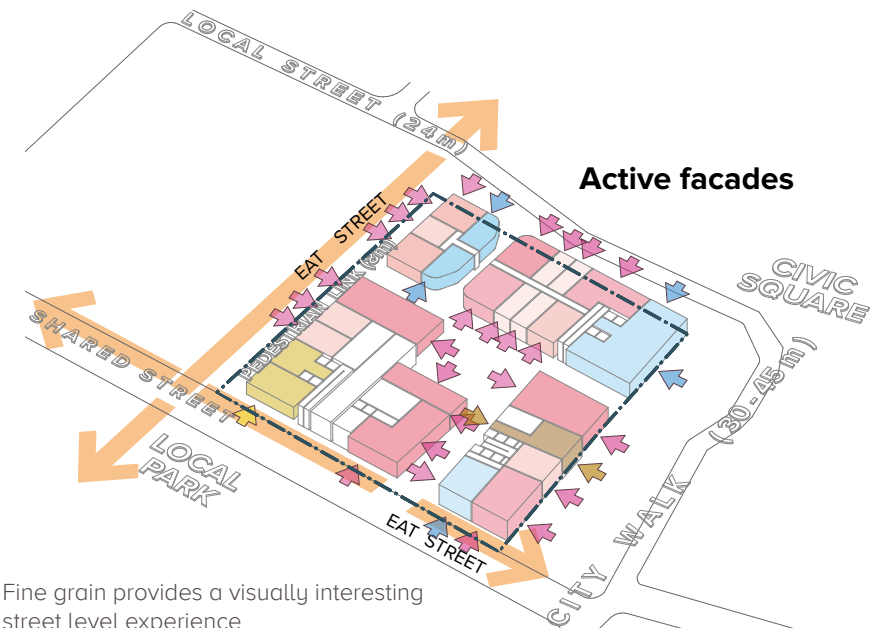 LOCAL STREET (24m)
Active facades
EAT STREET
PEDESTRIAN LINK (8m)
CIVIC
SQUARE
SHARED STREET
LOCAL
PARK
CITY WALK (30-45m)
EAT STREET
Fine grain provides a visually interesting
street level experience